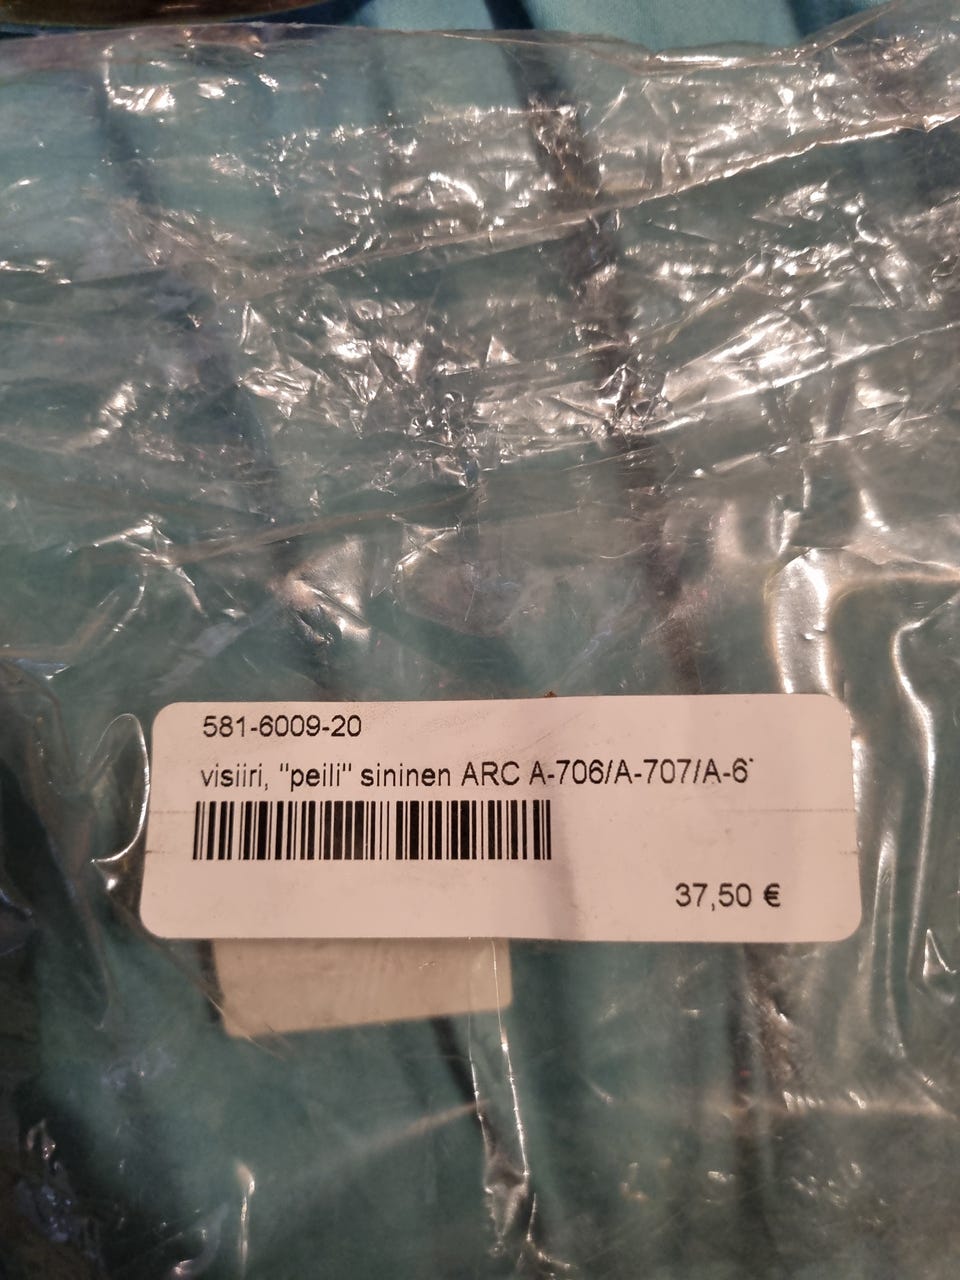 581-6009-20
visiiri, "peili" sininen ARC A-706/A-707/A-6
37,50 €